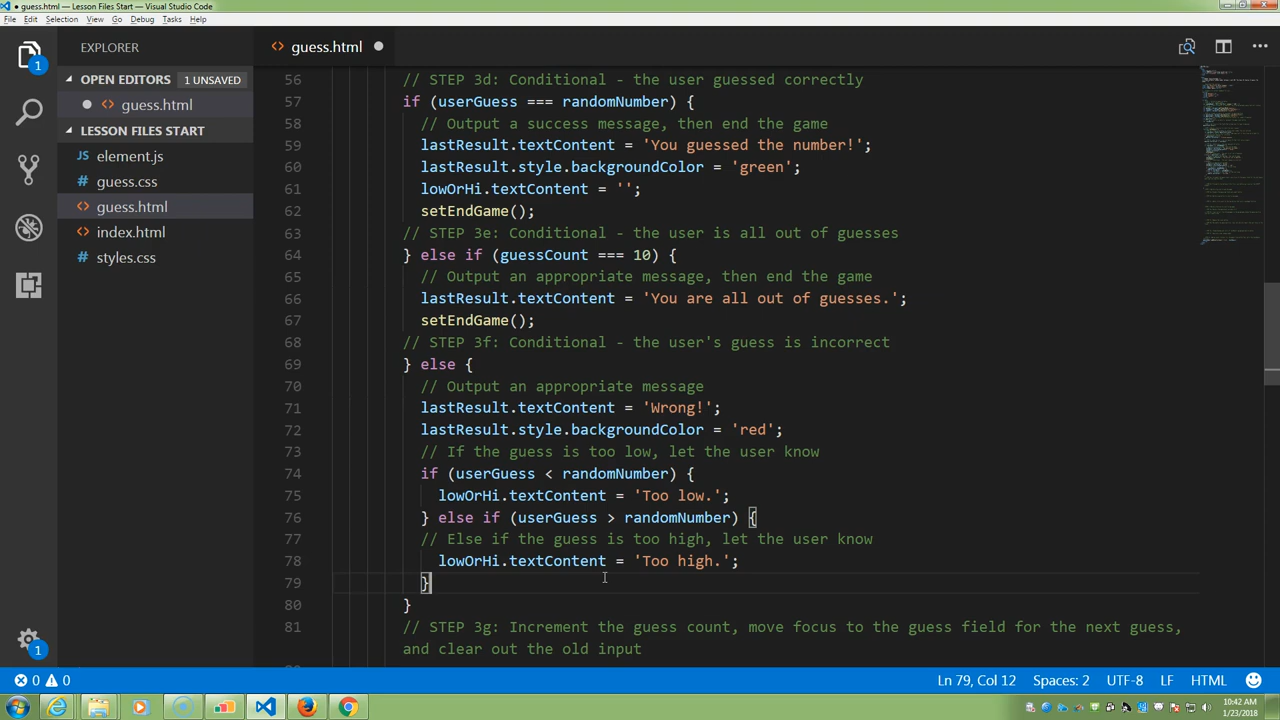 guess.html — Lesson Files Start — Visual Studio Code
File Edit Selection View Go Debug Tasks Help
EXPLORER
OPEN EDITORS 1 UNSAVED
guess.html
LESSON FILES START
element.js
guess.css
guess.html
index.html
styles.css
1
1
guess.html
56 // STEP 3d: Conditional - the user guessed correctly
57 if (userGuess === randomNumber) {
58 // Output a success message, then end the game
59 lastResult.textContent = 'You guessed the number!';
60 lastResult.style.backgroundColor = 'green'
61 lowOrHi.textContent = '';
62 setEndGame();
63 // STEP 3e: Conditional - the user is all out of guesses
64 } else if (guessCount === 10) {
65 // Output an appropriate message, then end the game
66 lastResult.textContent = 'You are all out of guesses.';
67 setEndGame();
68 // STEP 3f: Conditional - the user's guess is incorrect
69 } else {
70 // Output an appropriate message
71 lastResult.textContent = 'Wrong!';
72 lastResult.style.backgroundColor = 'red';
73 // If the guess is too low, let the user know
74 if (userGuess < randomNumber) {
75 lowOrHi.textContent = 'Too low.';
76 } else if (userGuess > randomNumber) {
77 // Else if the guess is too high, let the user know
78 lowOrHi.textContent = 'Too high.';
79 }
80 }
81 // STEP 3g: Increment the guess count, move focus to the guess field for the next guess,
and clear out the old input
0 0 Ln 79, Col 12 Spaces: 2 UTF-8 LF HTML
10:42 AM
1/23/2018